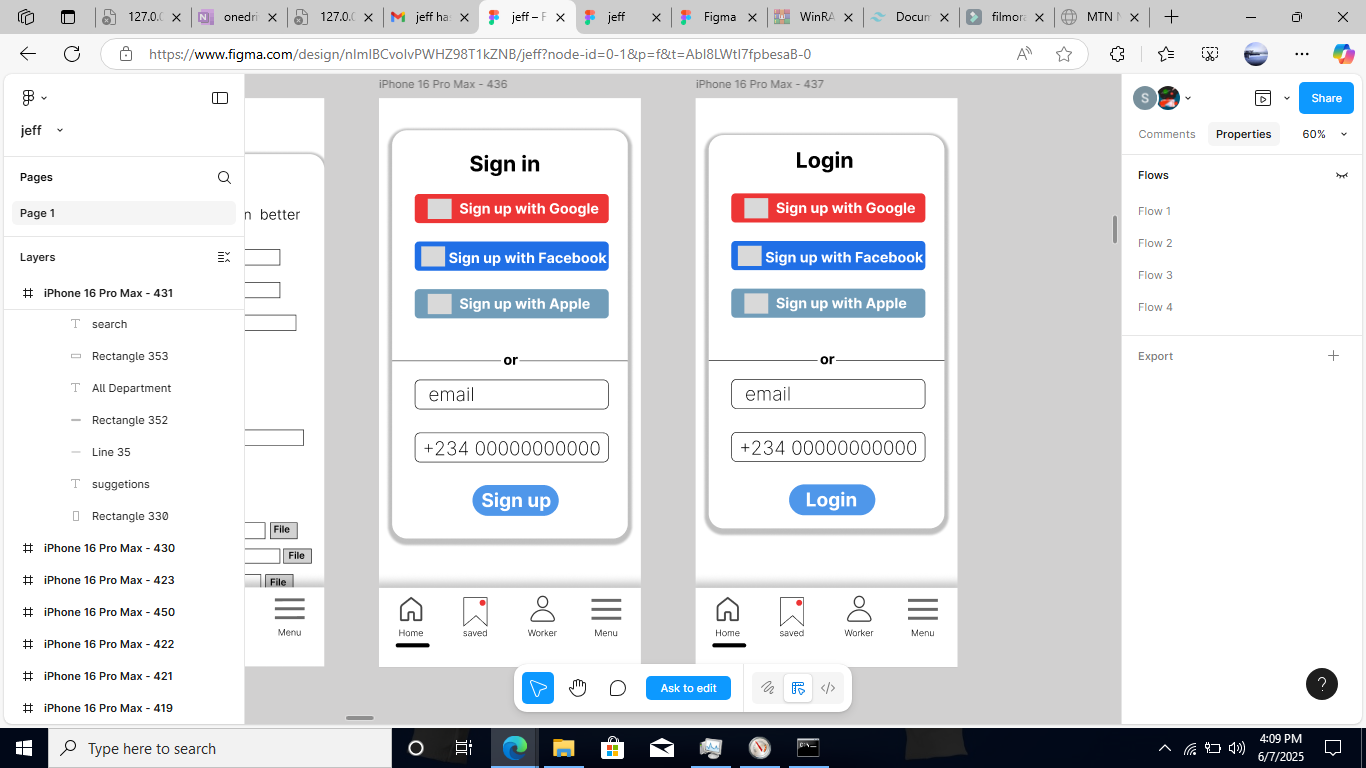 127.0.
onedri
127.0.
jeff has
jeff – F
jeff
Figma
WinRA
Docum
filmora
MTN N
https://www.figma.com/design/nlmIBCvolvPWHZ98T1kZNB/jeff?node-id=0-1&p=f&t=Abl8LWtI7fpbesaB-0
jeff
Pages
Page 1
Layers
iPhone 16 Pro Max - 431
search
Rectangle 353
All Department
Rectangle 352
Line 35
suggetions
Rectangle 330
iPhone 16 Pro Max - 430
iPhone 16 Pro Max - 423
iPhone 16 Pro Max - 450
iPhone 16 Pro Max - 422
iPhone 16 Pro Max - 421
iPhone 16 Pro Max - 419
n better
File
File
File
Menu
iPhone 16 Pro Max - 436
Sign in
Sign up with Google
Sign up with Facebook
Sign up with Apple
or
email
+234 00000000000
Sign up
Home
saved
Worker
Menu
iPhone 16 Pro Max - 437
Login
Sign up with Google
Sign up with Facebook
Sign up with Apple
or
email
+234 00000000000
Login
Home
saved
Worker
Menu
Ask to edit
S
Share
Comments
Properties
60%
Flows
Flow 1
Flow 2
Flow 3
Flow 4
Export
?
Type here to search
4:09 PM
6/7/2025